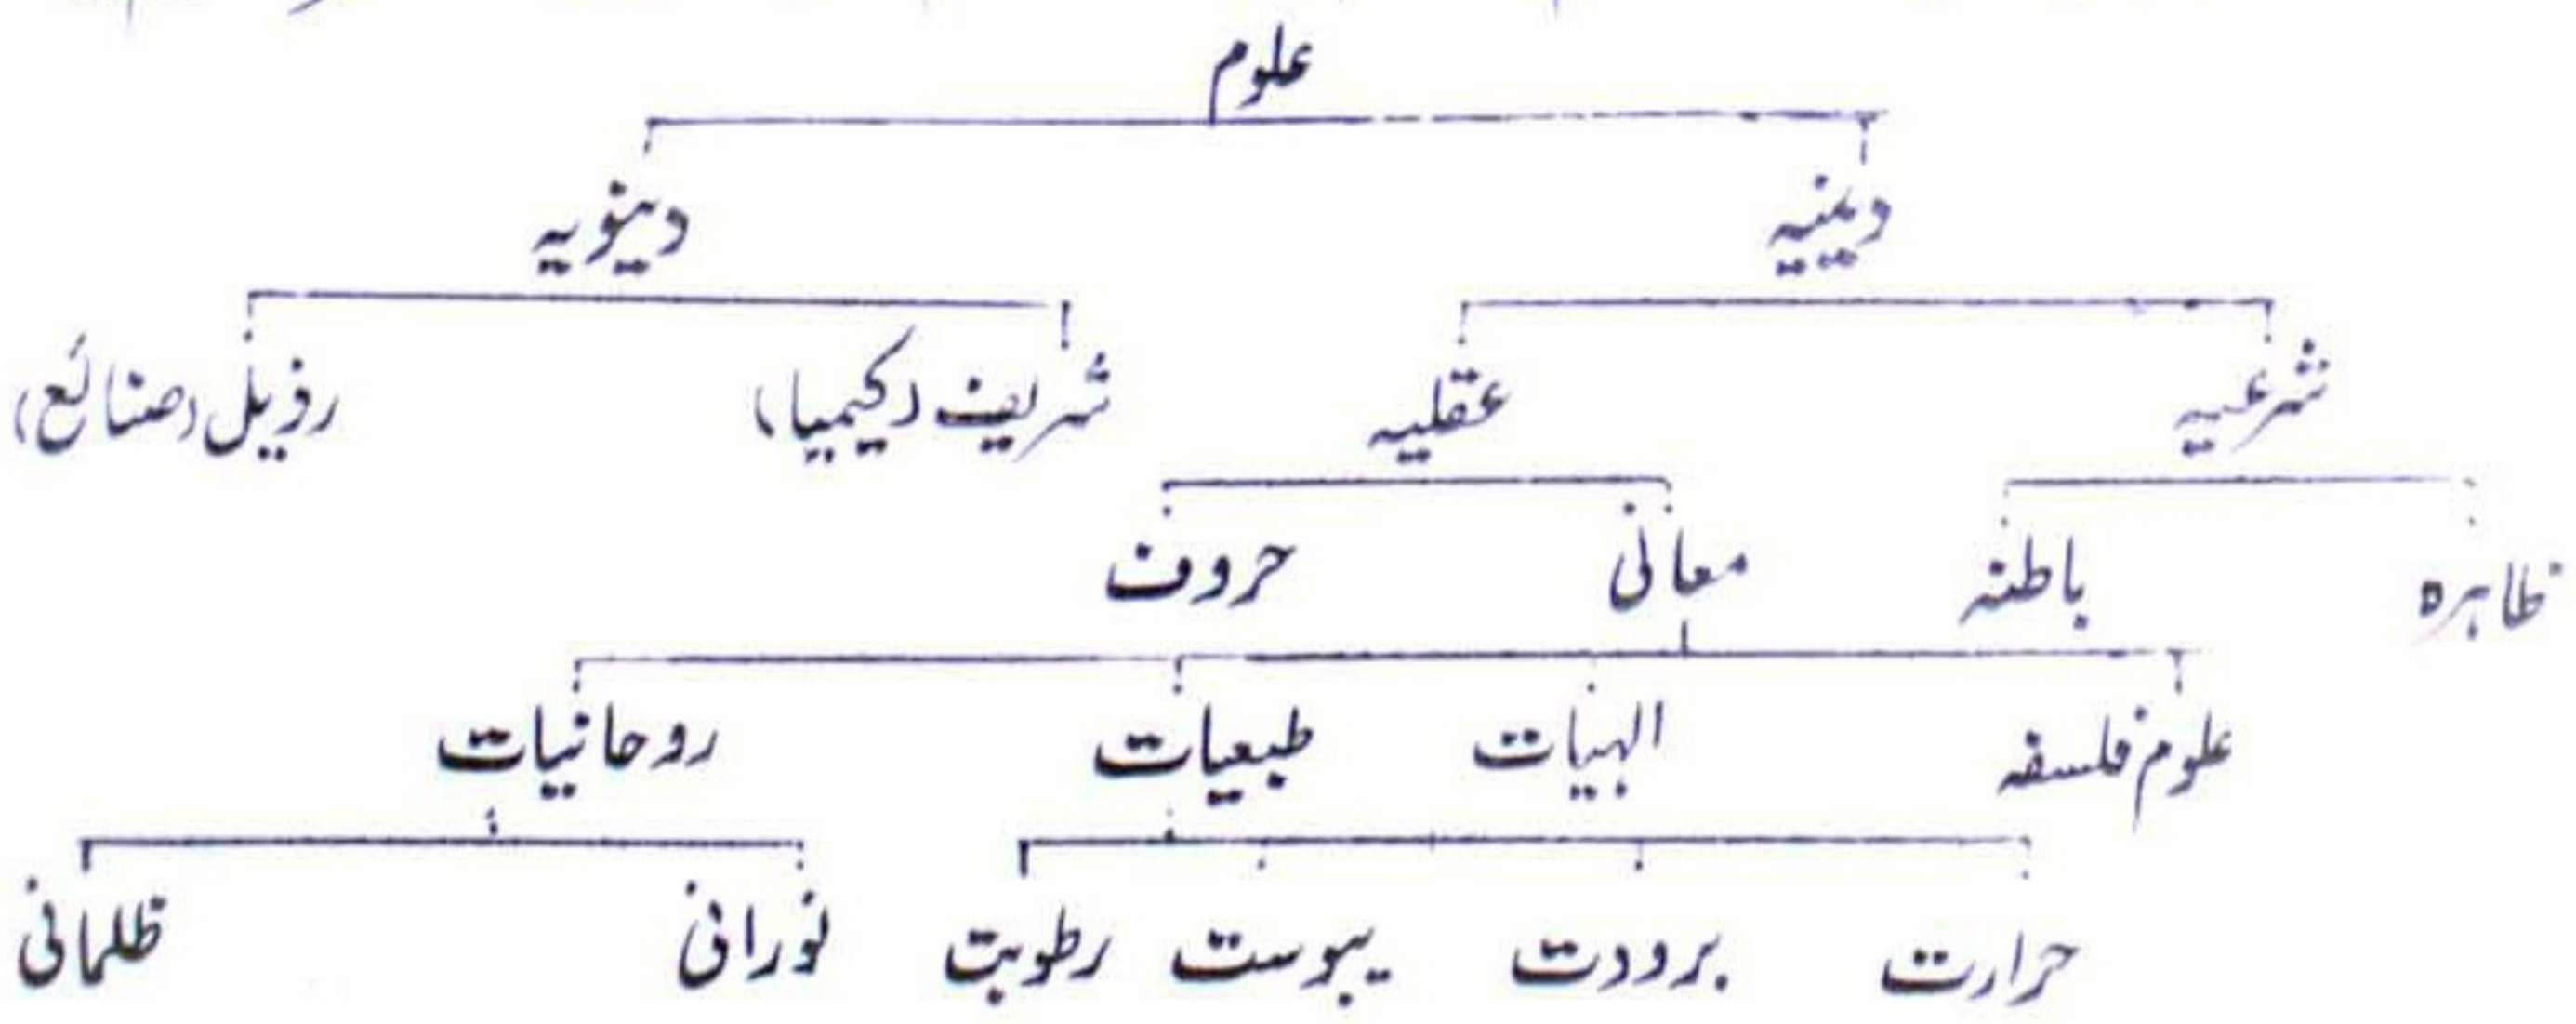 علوم
دینیہ دینویہ
شرعیہ عقلیہ شریف (کیمیا) رذیل (صنائع)
ظاہرہ باطنہ معانی حروف
علوم فلسفہ الہیات طبعیات روحانیات
حرارت برودت یبوست رطوبت نورانی ظلمانی